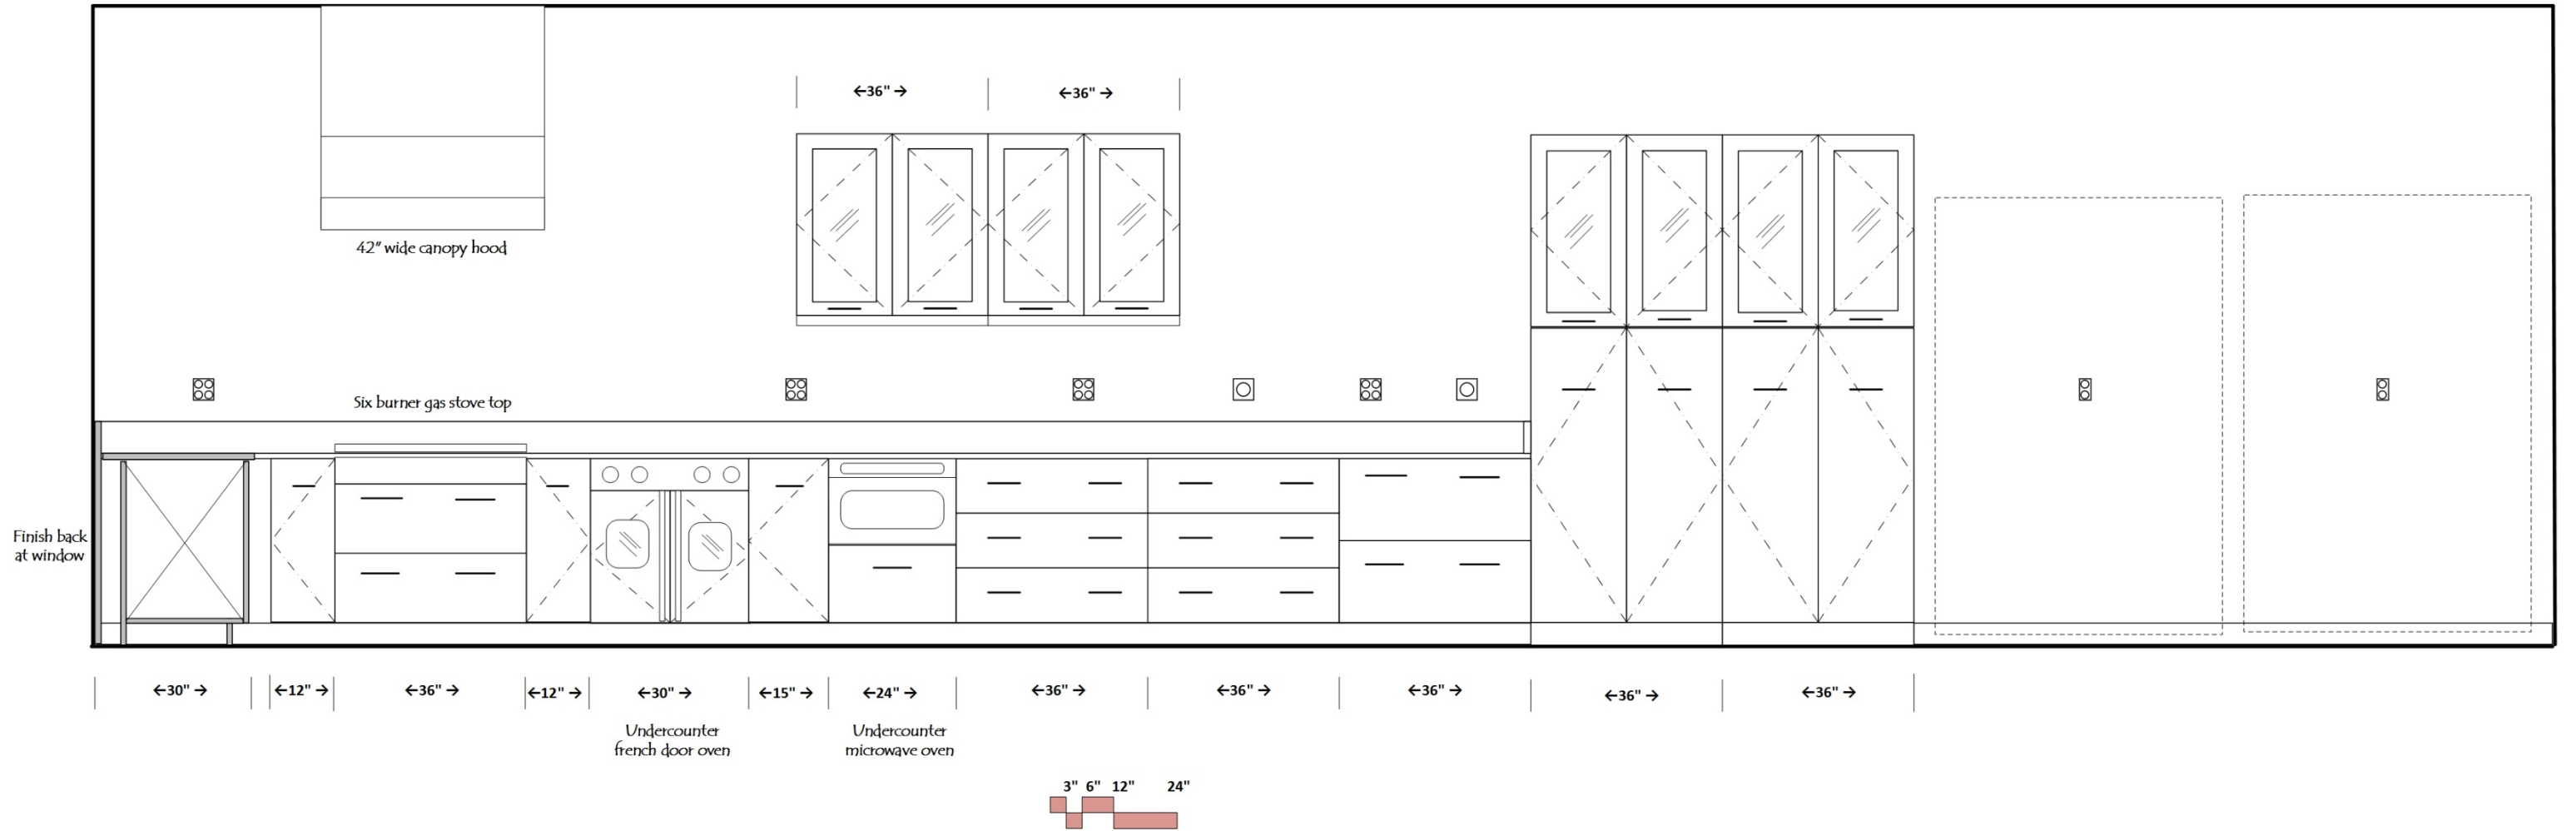 ←36" →
←36" →
42" wide canopy hood
Six burner gas stove top
Finish back
at window
←30" →
←12" →
←36" →
←12" →
←30" →
←15" →
←24" →
←36" →
←36" →
←36" →
←36" →
←36" →
Undercounter
french door oven
Undercounter
microwave oven
3" 6" 12" 24"